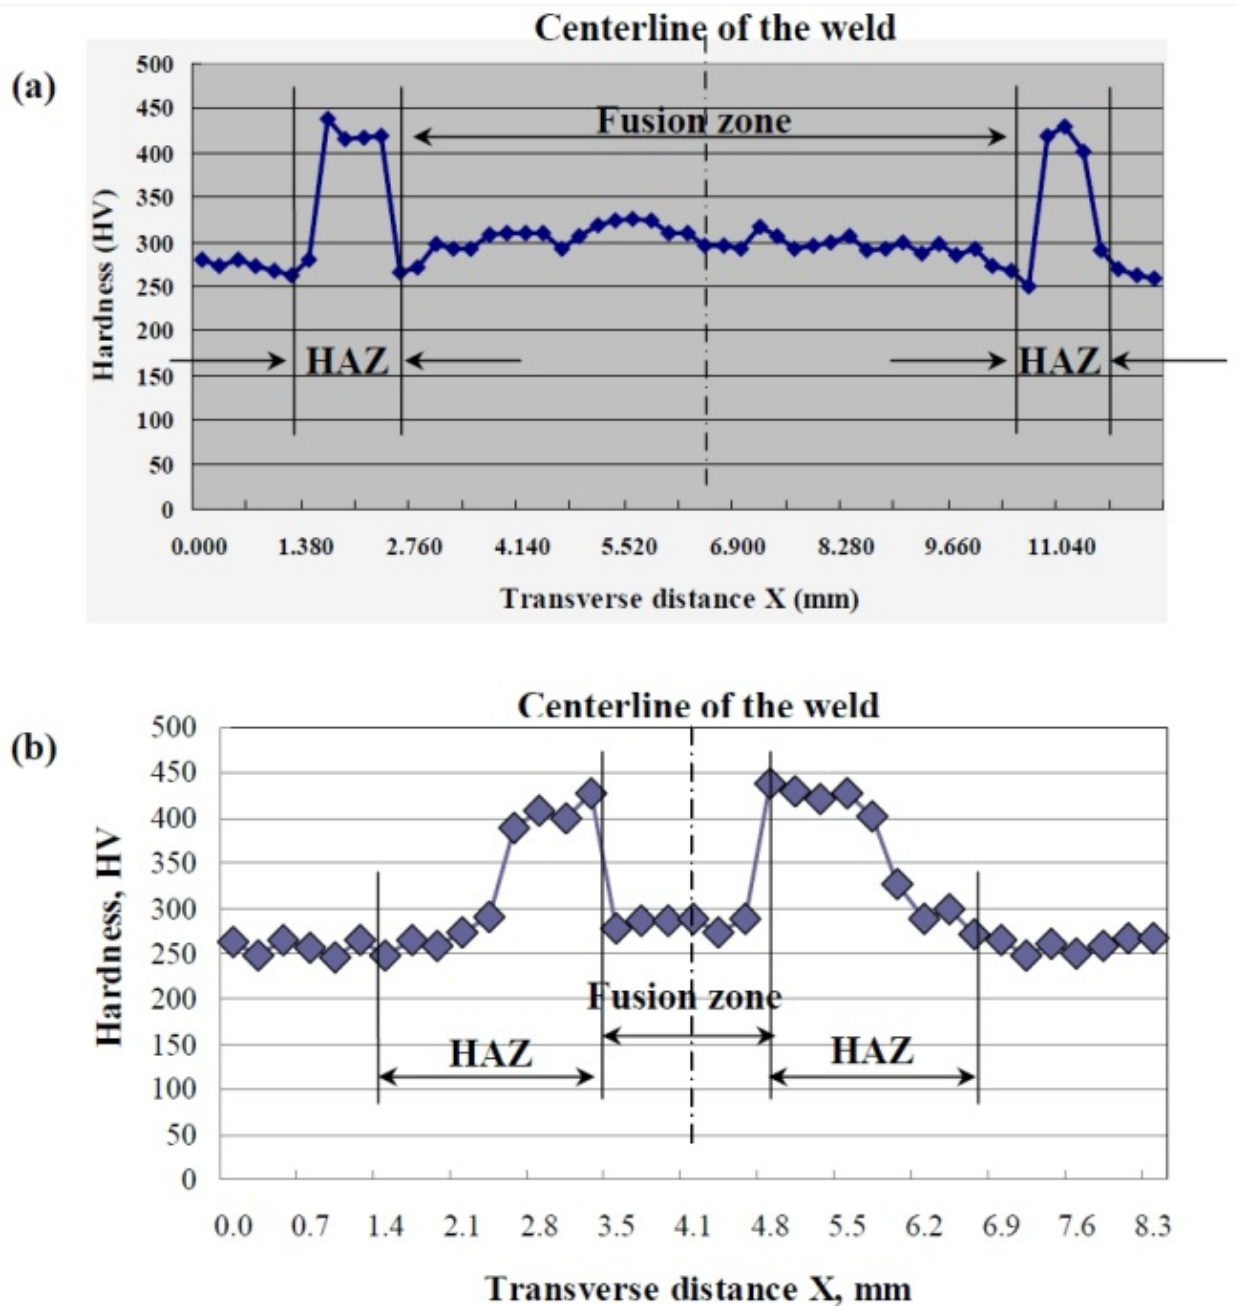 Centerline of the weld
(a)
500
450
400
350
300
250
200
150
100
50
0
Hardness (HV)
Fusion zone
HAZ
HAZ
0.000 1.380 2.760 4.140 5.520 6.900 8.280 9.660 11.040
Transverse distance X (mm)
Centerline of the weld
(b)
500
450
400
350
300
250
200
150
100
50
0
Hardness, HV
Fusion zone
HAZ
HAZ
0.0 0.7 1.4 2.1 2.8 3.5 4.1 4.8 5.5 6.2 6.9 7.6 8.3
Transverse distance X, mm